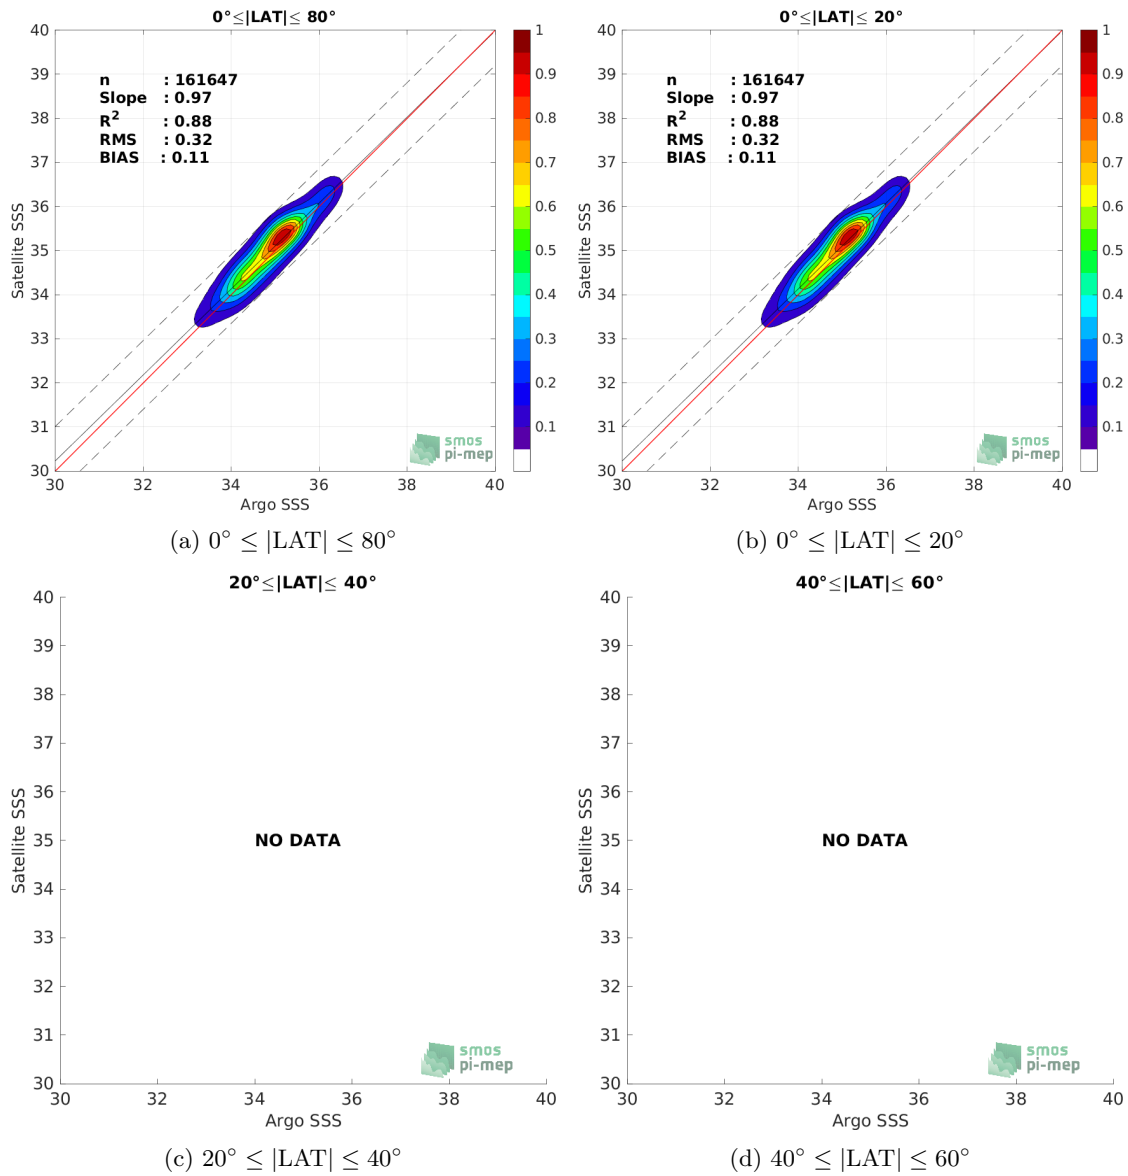 0°≤|LAT|≤ 80°
40
39
38
37
36
35
34
33
32
31
30
Satellite SSS
n : 161647
Slope : 0.97
R² : 0.88
RMS : 0.32
BIAS : 0.11
smos
pi-mep
30 32 34 36 38 40
Argo SSS
1
0.9
0.8
0.7
0.6
0.5
0.4
0.3
0.2
0.1
(a) 0° ≤ |LAT| ≤ 80°
0°≤|LAT|≤ 20°
40
39
38
37
36
35
34
33
32
31
30
Satellite SSS
n : 161647
Slope : 0.97
R² : 0.88
RMS : 0.32
BIAS : 0.11
smos
pi-mep
30 32 34 36 38 40
Argo SSS
1
0.9
0.8
0.7
0.6
0.5
0.4
0.3
0.2
0.1
(b) 0° ≤ |LAT| ≤ 20°
20°≤|LAT|≤ 40°
40
39
38
37
36
35
34
33
32
31
30
Satellite SSS
NO DATA
smos
pi-mep
30 32 34 36 38 40
Argo SSS
(c) 20° ≤ |LAT| ≤ 40°
40°≤|LAT|≤ 60°
40
39
38
37
36
35
34
33
32
31
30
Satellite SSS
NO DATA
smos
pi-mep
30 32 34 36 38 40
Argo SSS
(d) 40° ≤ |LAT| ≤ 60°